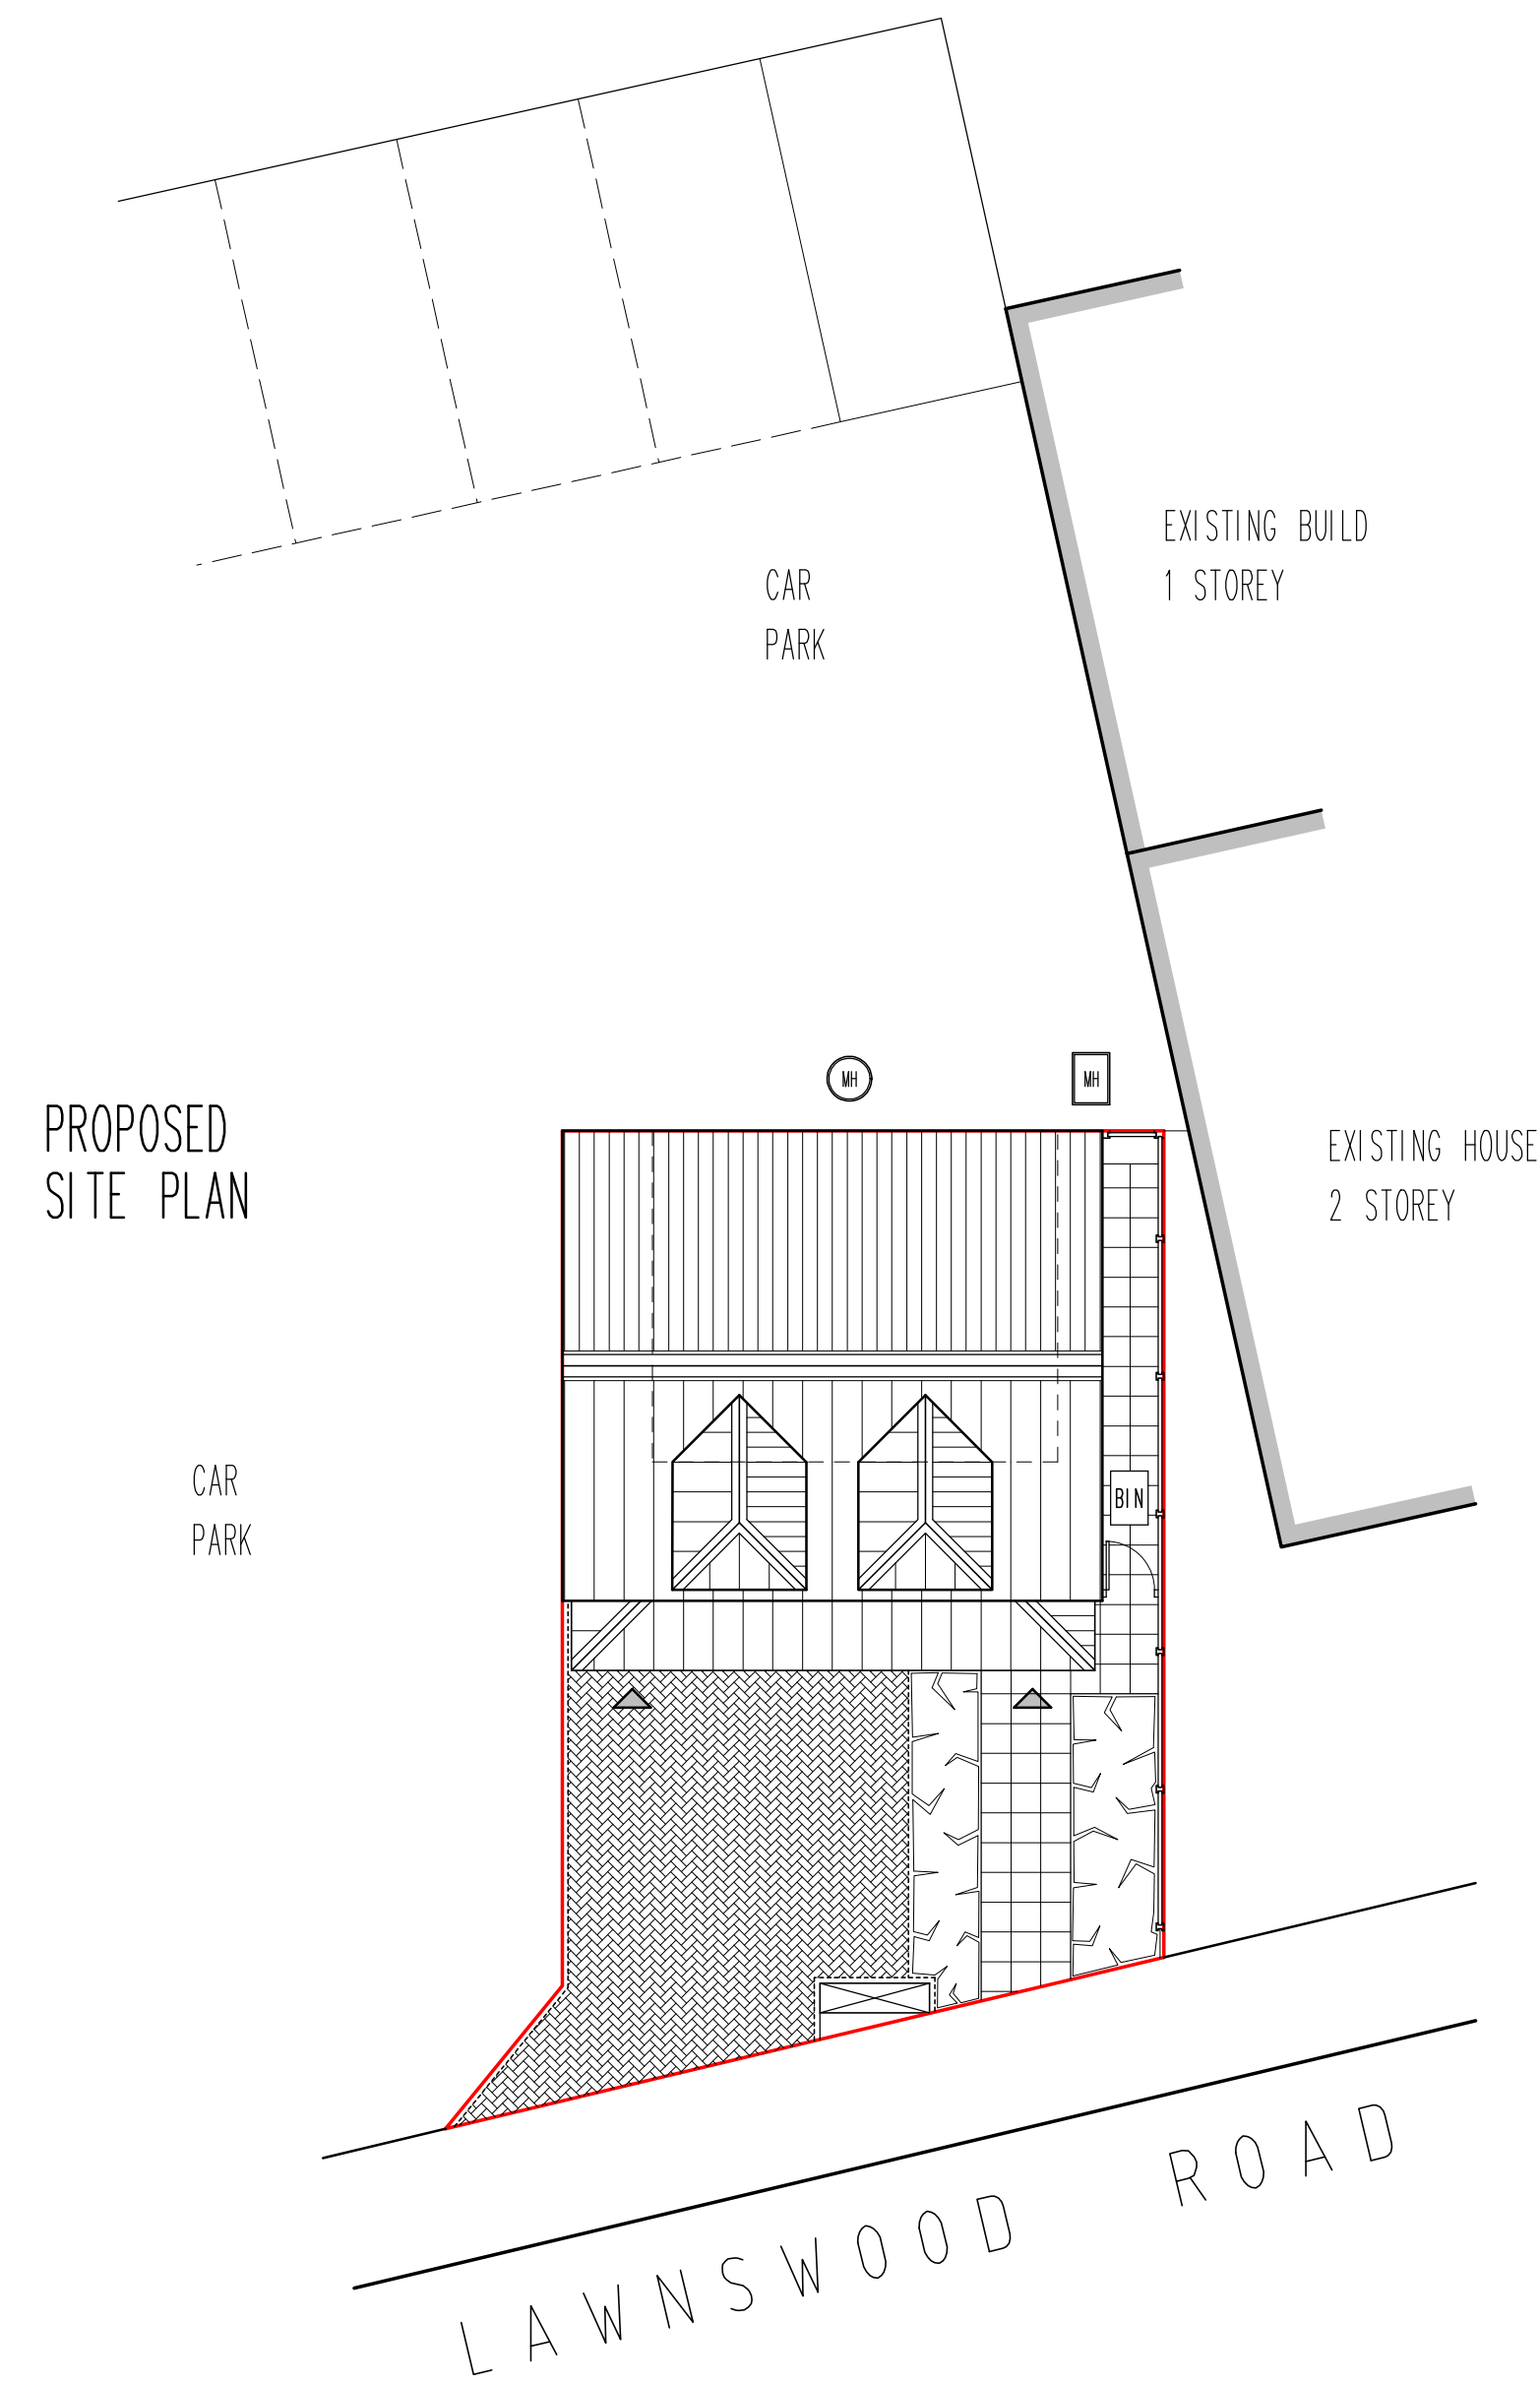 EXISTING BUILD
1 STOREY
CAR
PARK
MH
MH
PROPOSED
SITE PLAN
EXISTING HOUSE
2 STOREY
CAR
PARK
BIN
LAWNSWOOD ROAD